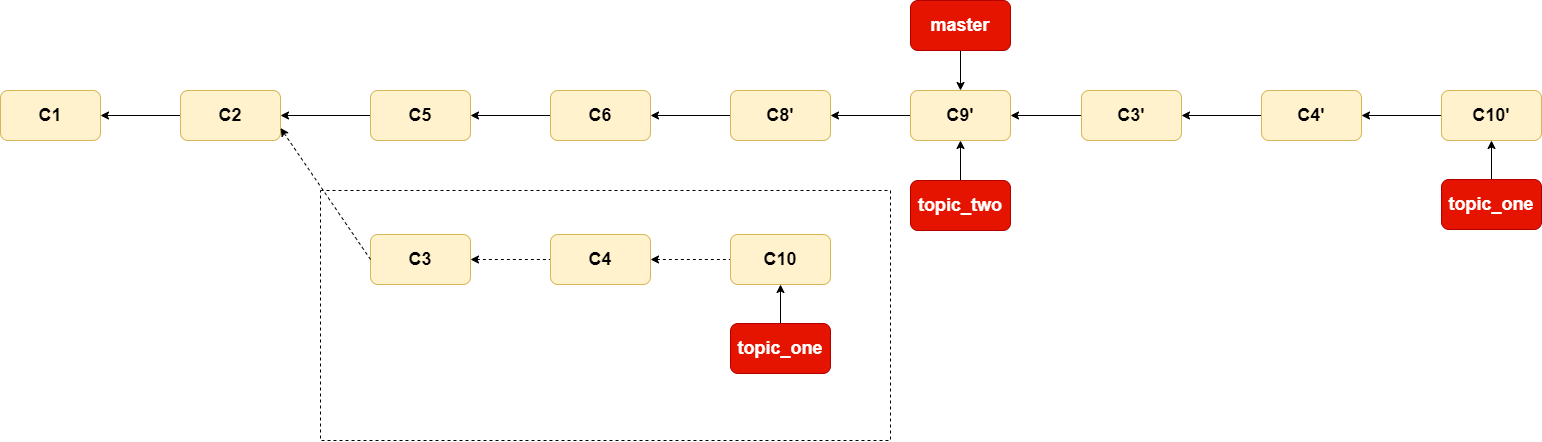 master
C1
C2
C5
C6
C8'
C9'
C3'
C4'
C10'
topic_two
topic_one
C3
C4
C10
topic_one